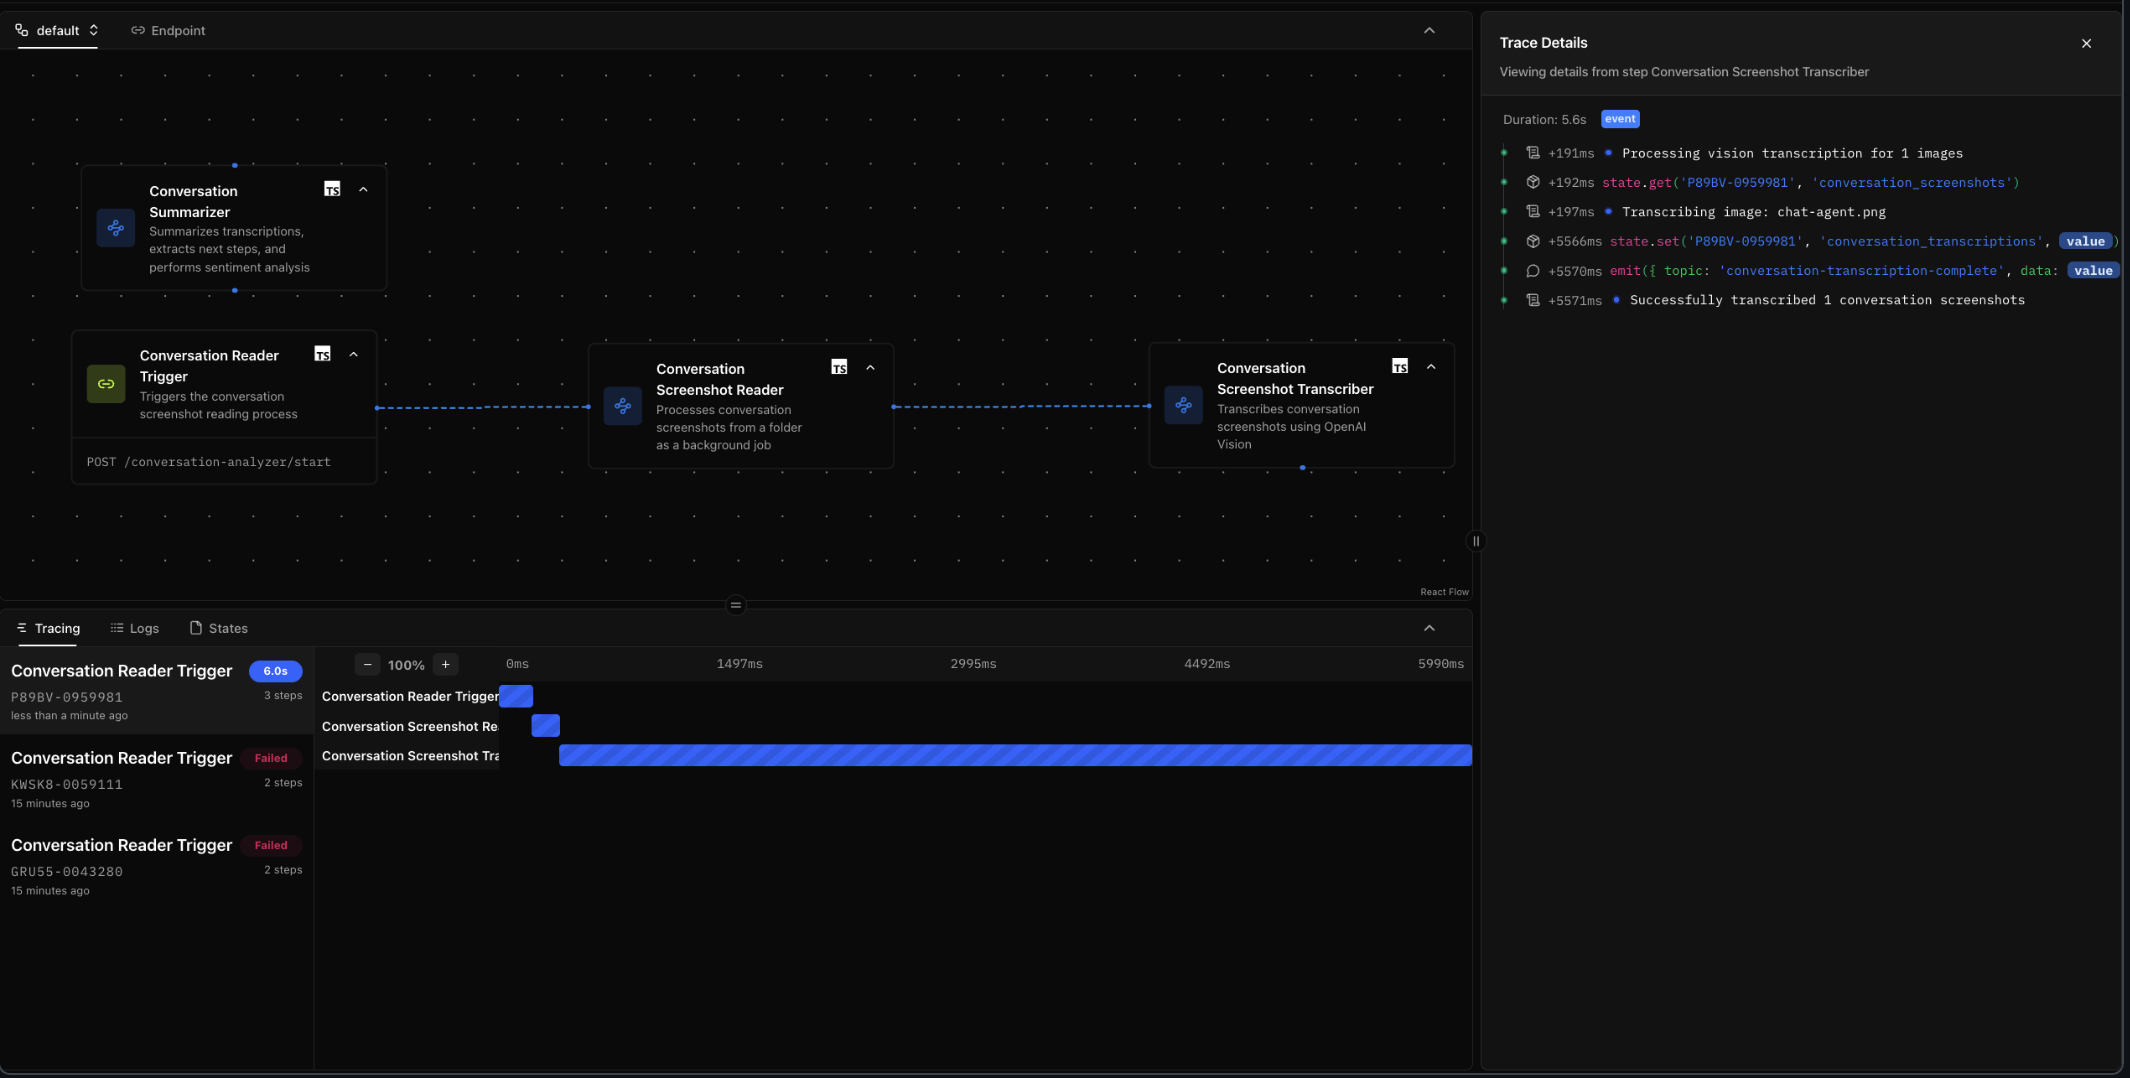 default
Endpoint
Conversation
Summarizer
TS
Summarizes transcriptions,
extracts next steps, and
performs sentiment analysis
Conversation Reader
Trigger
TS
Triggers the conversation
screenshot reading process
POST /conversation-analyzer/start
Conversation
Screenshot Reader
TS
Processes conversation
screenshots from a folder
as a background job
Conversation
Screenshot Transcriber
TS
Transcribes conversation
screenshots using OpenAI
Vision
React Flow
Tracing
Logs
States
Conversation Reader Trigger 6.0s
P89BV-0959981 3 steps
less than a minute ago
Conversation Reader Trigger Failed
KWSK8-0059111 2 steps
15 minutes ago
Conversation Reader Trigger Failed
GRU55-0043280 2 steps
15 minutes ago
− 100% +
0ms 1497ms 2995ms 4492ms 5990ms
Conversation Reader Trigger
Conversation Screenshot Re
Conversation Screenshot Tra
Trace Details
Viewing details from step Conversation Screenshot Transcriber
Duration: 5.6s event
+191ms Processing vision transcription for 1 images
+192ms state.get('P89BV-0959981', 'conversation_screenshots')
+197ms Transcribing image: chat-agent.png
+5566ms state.set('P89BV-0959981', 'conversation_transcriptions', value)
+5570ms emit({ topic: 'conversation-transcription-complete', data: value
+5571ms Successfully transcribed 1 conversation screenshots